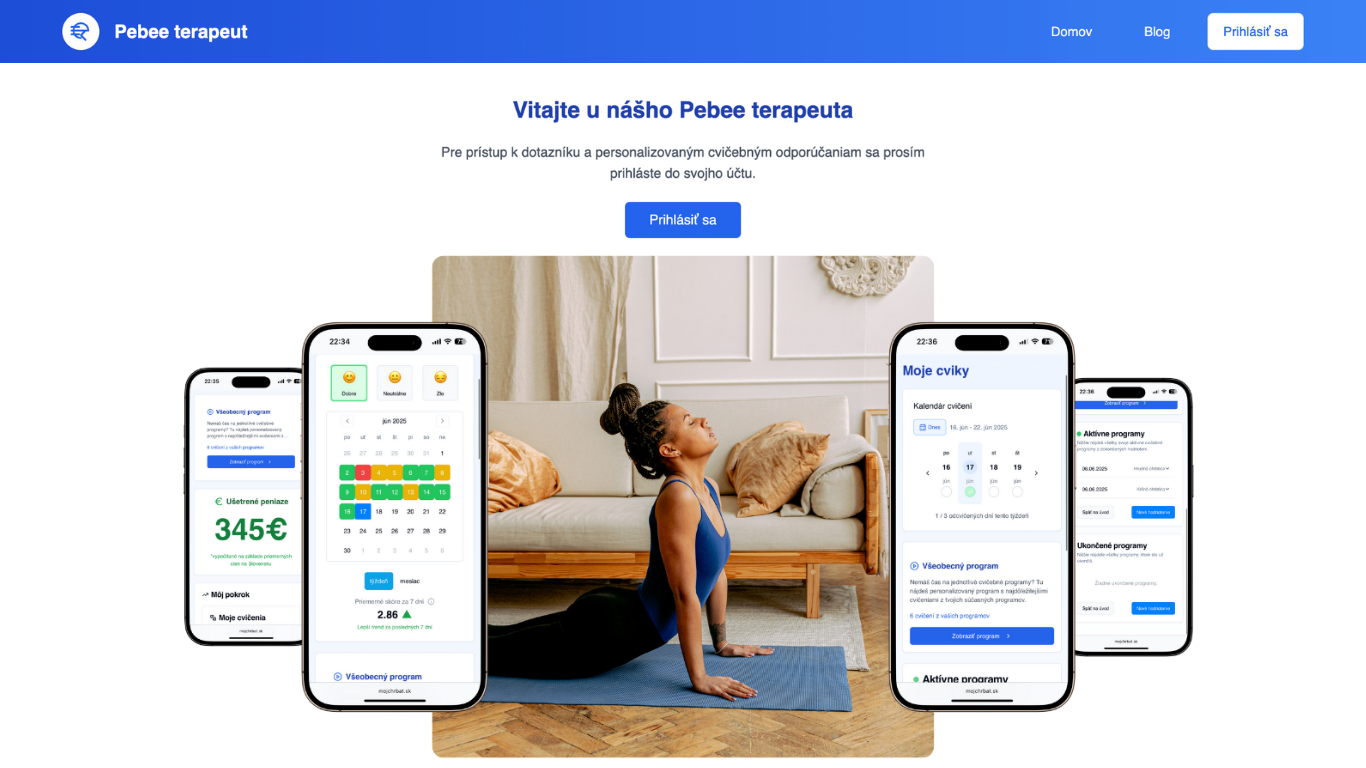 Pebee terapeut
Domov
Blog
Prihlásiť sa
Vitajte u nášho Pebee terapeuta
Pre prístup k dotazníku a personalizovaným cvičebným odporúčaniam sa prosím
prihláste do svojho účtu.
Prihlásiť sa
22:35
Všeobecný program
Nemáš čas na jednotlivé cvičebné
programy? Tu nájdeš personalizovaný
6 cvičení z vašich programov
Zobraziť program
Ušetrené peniaze
345€
*vypočítané na základe priemerných
cien na Slovensku
Môj pokrok
Moje cvičenia
mojchrbat.sk
22:34
Dobre
Neutrálne
Zle
jún 2025
po ut st št pi so ne
26 27 28 29 30 31 1
2 3 4 5 6 7 8
9 10 11 12 13 14 15
16 17 18 19 20 21 22
23 24 25 26 27 28 29
30 1 2 3 4 5 6
týždeň
mesiac
Priemerné skóre za 7 dní
2.86
Lepší trend za posledných 7 dní
Všeobecný program
mojchrbat.sk
22:36
Moje cviky
Kalendár cvičení
Dnes
16. jún - 22. jún 2025
po ut st št
16 17 18 19
jún jún jún jún
1 / 3 odcvičených dní tento týždeň
Všeobecný program
Nemáš čas na jednotlivé cvičebné programy? Tu
nájdeš personalizovaný program s najdôležitejšími
cvičeniami z tvojich súčasných programov.
6 cvičení z vašich programov
Zobraziť program
Aktívne programy
mojchrbat.sk
22:36
Zobraziť program
Aktívne programy
06.06.2025
06.06.2025
Späť na úvod
Nové hodnotenie
Ukončené programy
Žiadne ukončené programy.
Späť na úvod
Nové hodnotenie
mojchrbat.sk